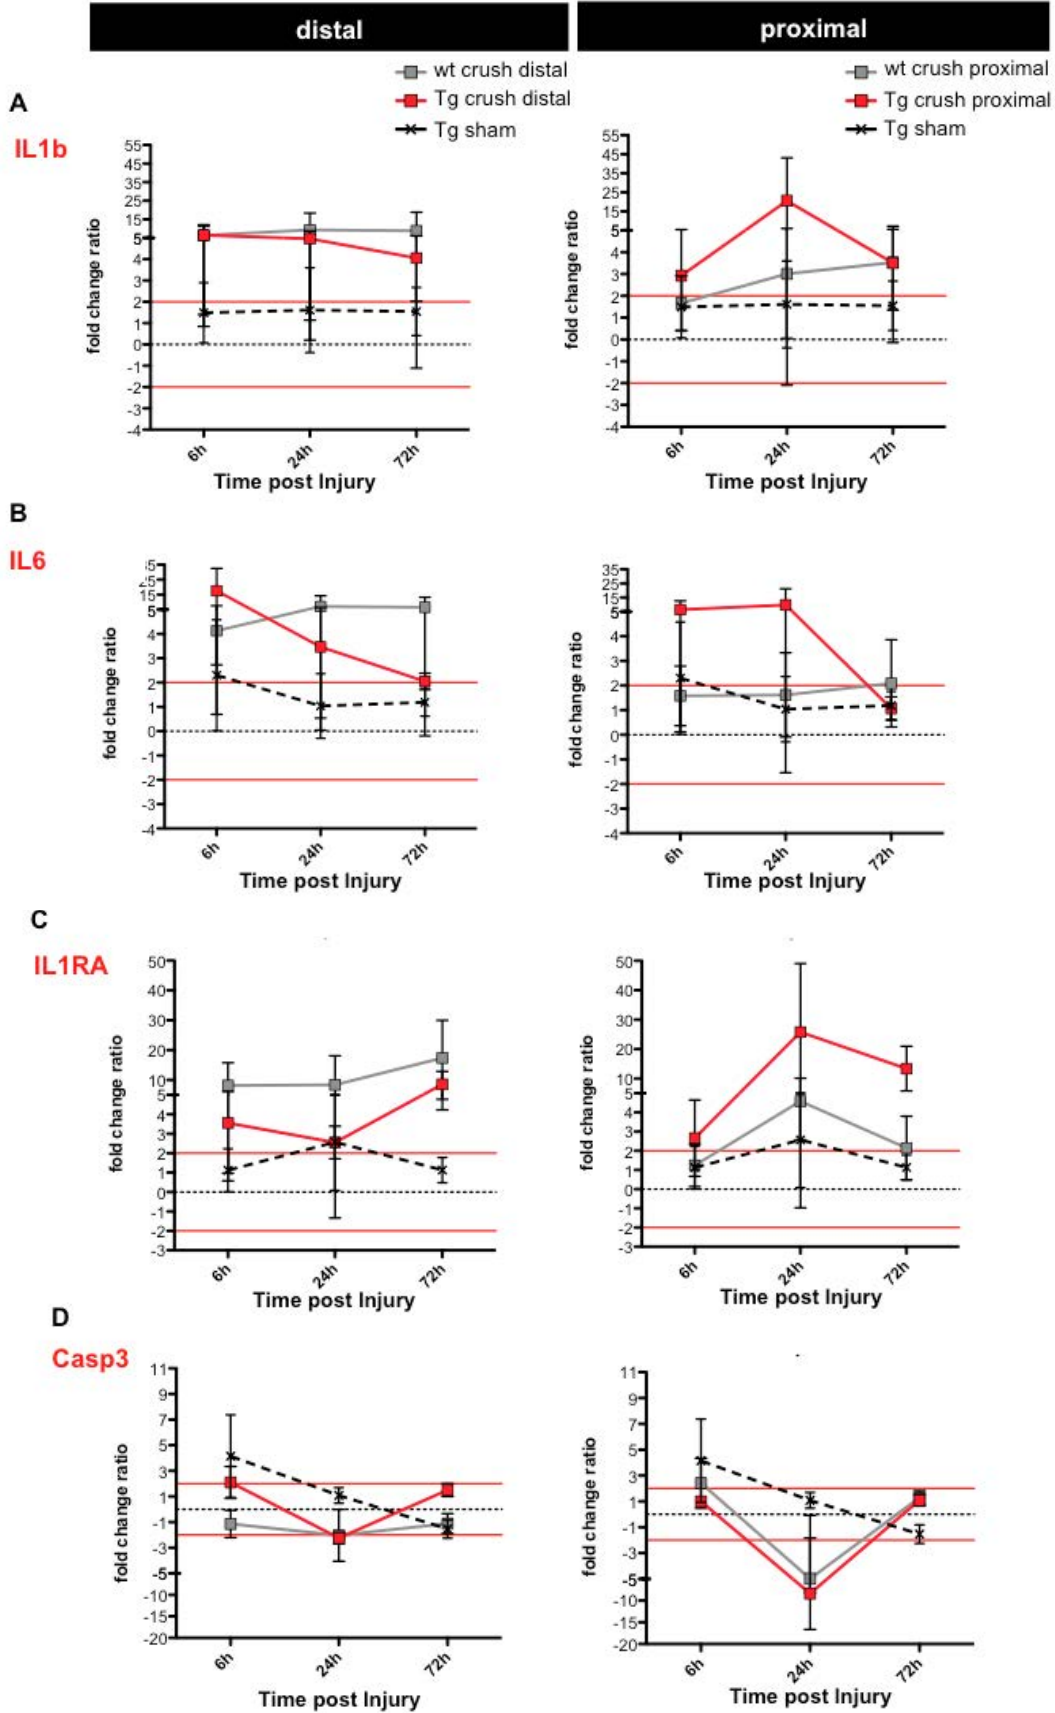 distal
proximal
wt crush distal
Tg crush distal
Tg sham
wt crush proximal
Tg crush proximal
Tg sham
A
IL1b
fold change ratio
55
45
35
25
15
5
4
3
2
1
0
-1
-2
-3
-4
6h
24h
72h
Time post Injury
fold change ratio
55
45
35
25
15
5
4
3
2
1
0
-1
-2
-3
-4
6h
24h
72h
Time post Injury
B
IL6
fold change ratio
15
5
4
3
2
1
0
-1
-2
-3
-4
6h
24h
72h
Time post Injury
fold change ratio
35
25
15
5
4
3
2
1
0
-1
-2
-3
-4
6h
24h
72h
Time post Injury
C
IL1RA
fold change ratio
50
40
30
20
10
5
4
3
2
1
0
-1
-2
-3
6h
24h
72h
Time post Injury
fold change ratio
50
40
30
20
10
5
4
3
2
1
0
-1
-2
-3
6h
24h
72h
Time post Injury
D
Casp3
fold change ratio
11
9
7
5
3
1
-1
-3
-5
-10
-15
-20
6h
24h
72h
Time post Injury
fold change ratio
11
9
7
5
3
1
-1
-3
-5
-10
-15
-20
6h
24h
72h
Time post Injury